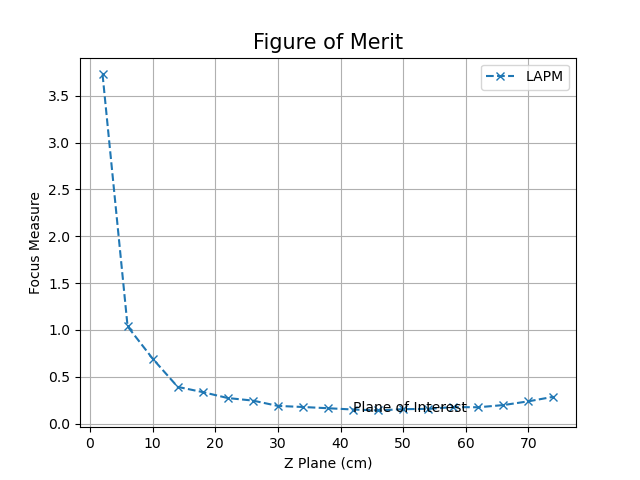 Figure of Merit
LAPM
3.5
3.0
2.5
2.0
1.5
1.0
0.5
0.0
Focus Measure
Plane of Interest
0 10 20 30 40 50 60 70
Z Plane (cm)